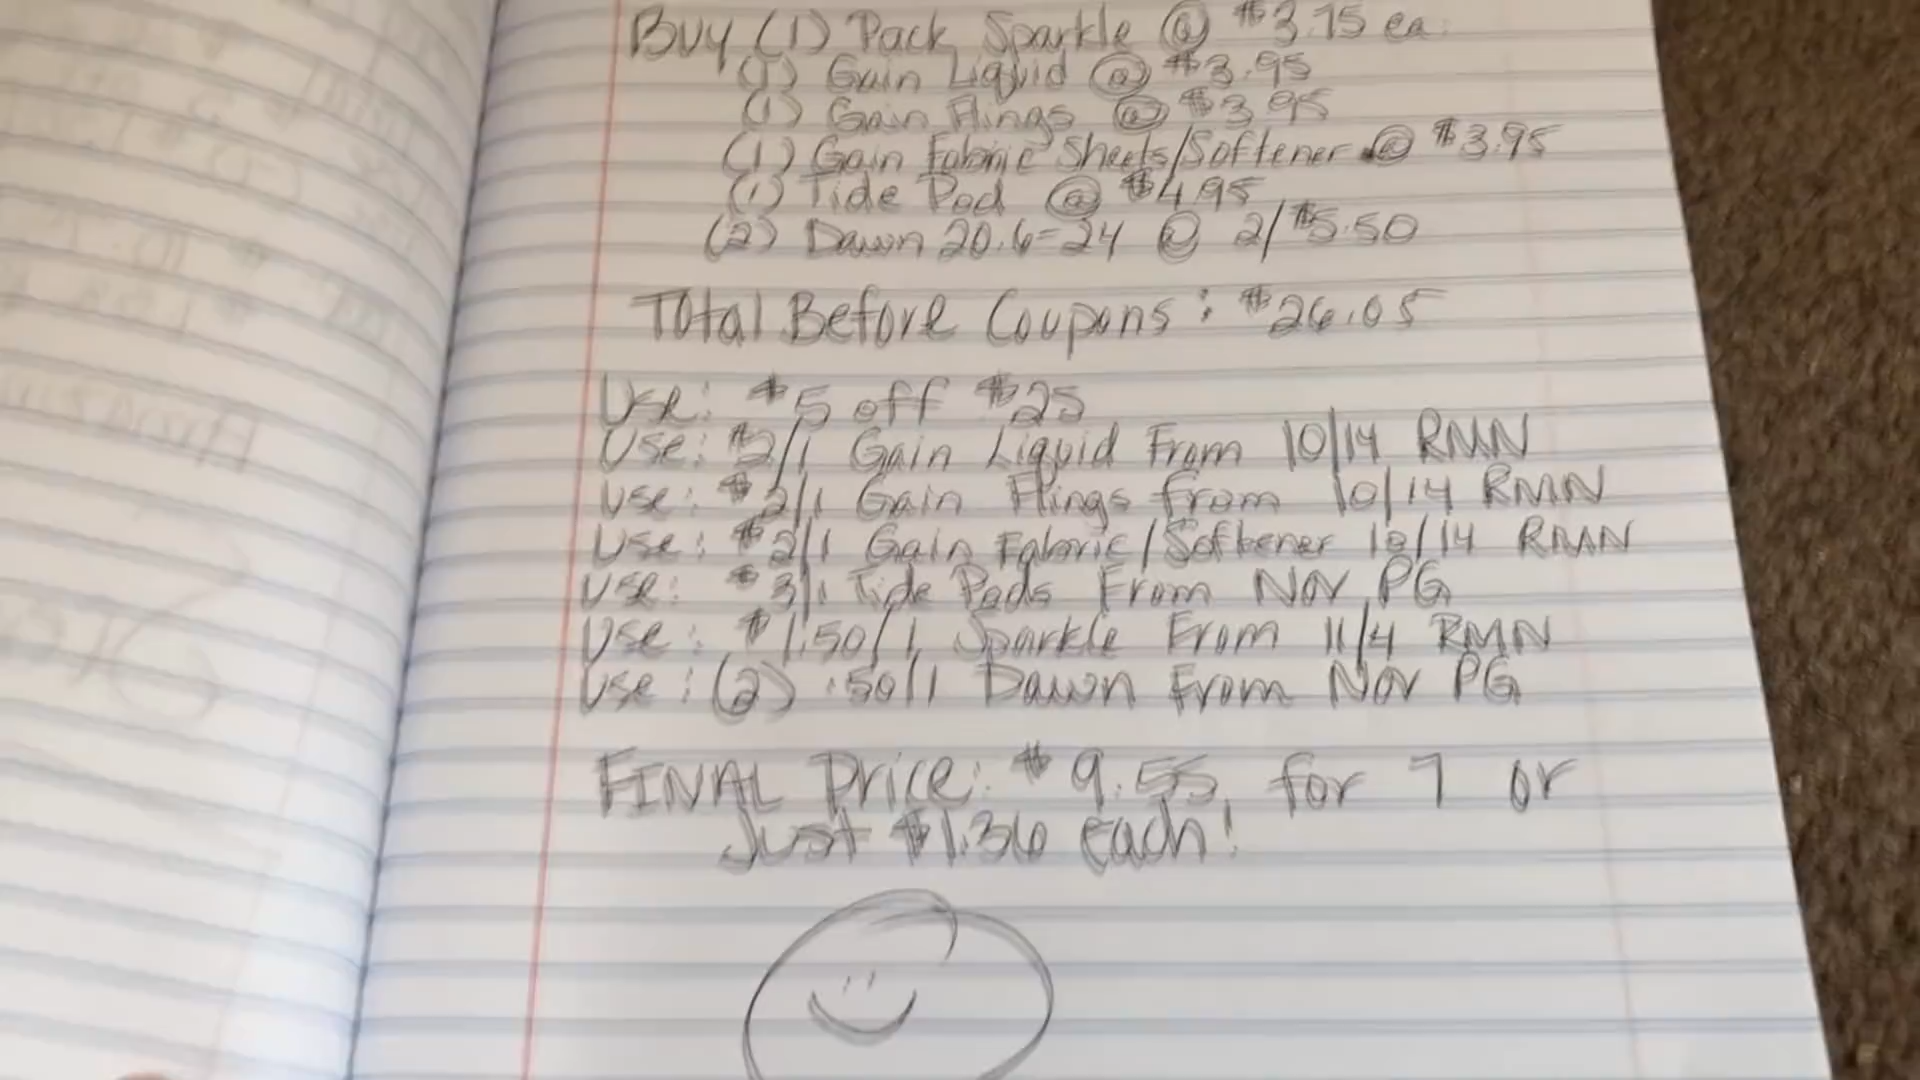 Buy (1) Pack Sparkle @ $3.75 ea.
(1) Gain Liquid @ $3.95
(1) Gain Flings @ $3.95
(1) Gain Fabric Sheets/Softener @ $3.95
(1) Tide Pod @ $4.95
(2) Dawn 20.6-24 @ 2/$5.50
Total Before Coupons: $26.05
Use: $5 off $25
Use: $2/1 Gain Liquid From 10/14 RMN
Use: $2/1 Gain Flings from 10/14 RMN
Use: $2/1 Gain Fabric/Softener 10/14 RMN
Use: $3/1 Tide Pods From Nov PG
Use: $1.50/1 Sparkle From 11/4 RMN
Use: (2) .50/1 Dawn From Nov PG
FINAL Price: $9.55 for 7 or
Just $1.36 each!